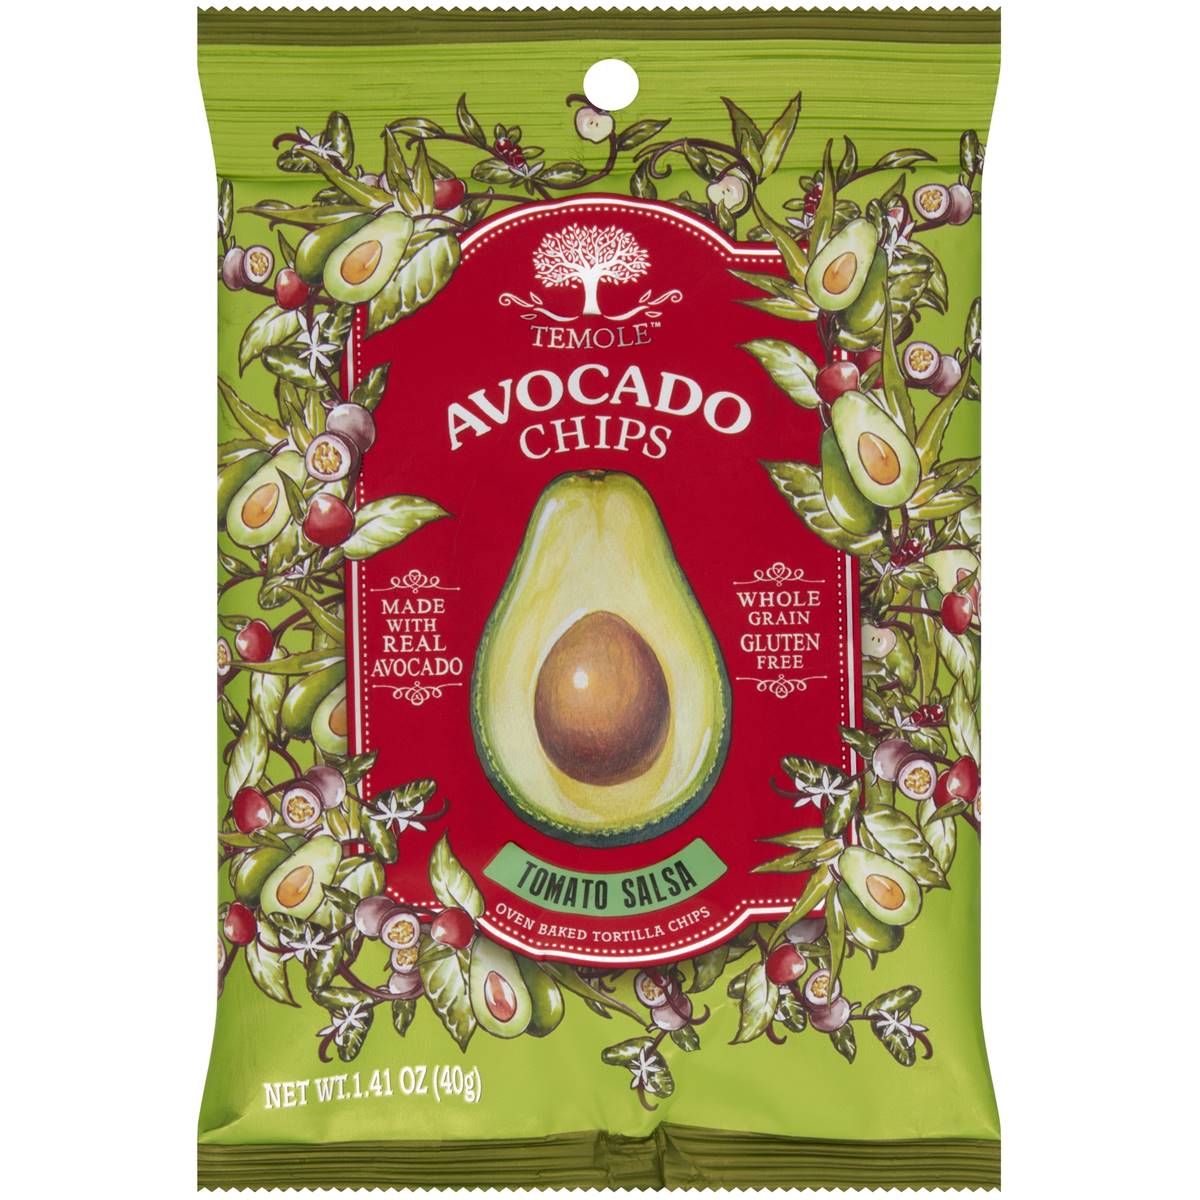 TEMOLE™
AVOCADO
CHIPS
MADE
WITH
REAL
AVOCADO
WHOLE
GRAIN
GLUTEN
FREE
TOMATO SALSA
OVEN BAKED TORTILLA CHIPS
NET WT.1.41 OZ (40g)